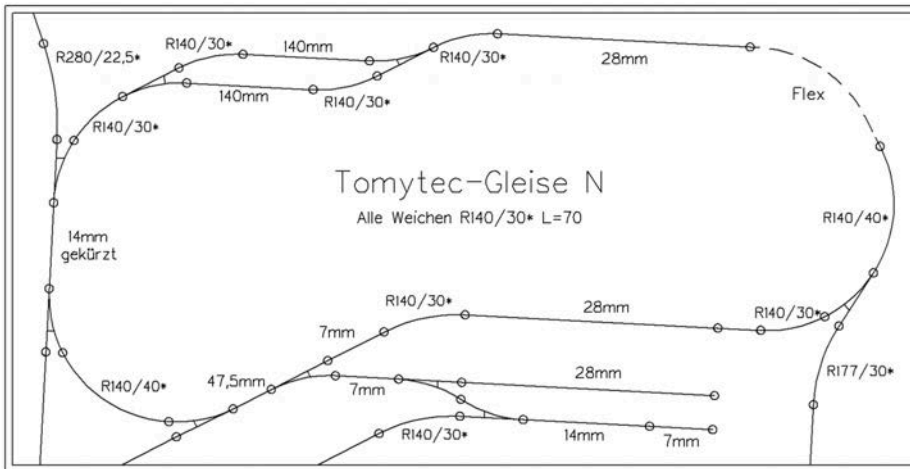 R280/22,5*
R140/30*
140mm
R140/30*
28mm
140mm
R140/30*
Flex
R140/30*
Tomytec-Gleise N
Alle Weichen R140/30* L=70
R140/40*
14mm
gekürzt
R140/30*
28mm
R140/30*
7mm
R177/30*
R140/40*
47,5mm
7mm
28mm
R140/30*
14mm
7mm